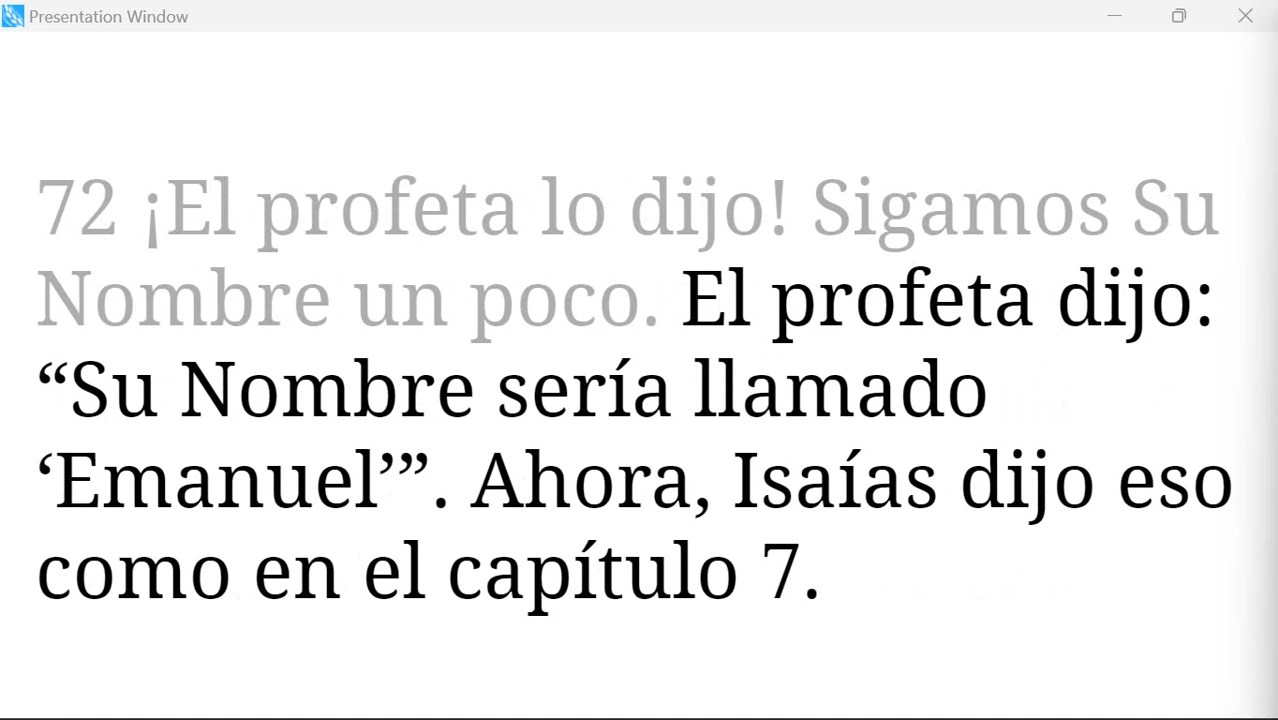 Presentation Window
72 ¡El profeta lo dijo! Sigamos Su
Nombre un poco. El profeta dijo:
“Su Nombre sería llamado
‘Emanuel’”. Ahora, Isaías dijo eso
como en el capítulo 7.